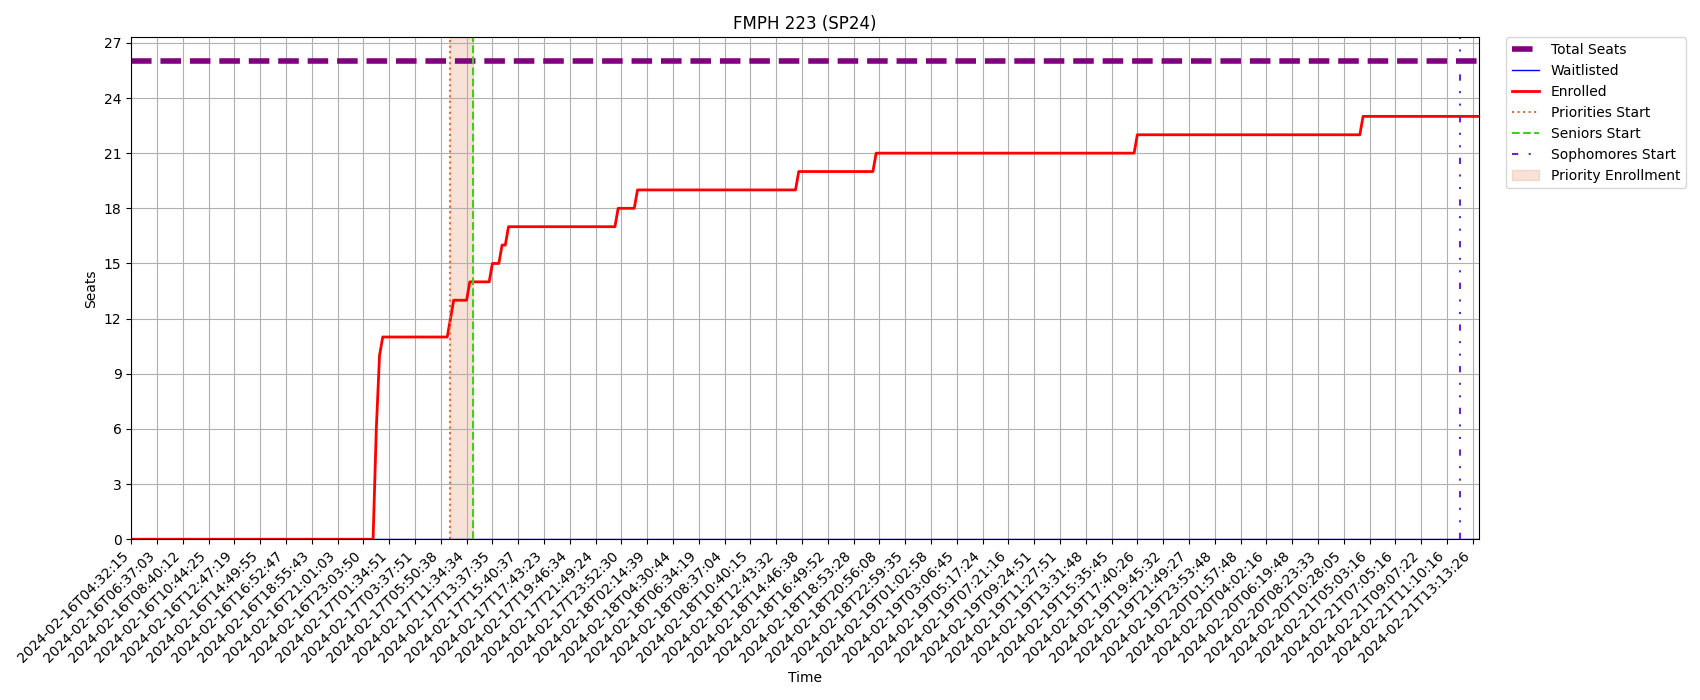 FMPH 223 (SP24)
27
24
21
18
15
12
9
6
3
0
Seats
2024-02-16T04:32:15
2024-02-16T06:37:03
2024-02-16T08:40:12
2024-02-16T10:44:25
2024-02-16T12:47:19
2024-02-16T14:49:55
2024-02-16T16:52:47
2024-02-16T18:55:43
2024-02-16T21:01:03
2024-02-16T23:03:50
2024-02-17T01:34:51
2024-02-17T03:37:51
2024-02-17T05:50:38
2024-02-17T11:34:34
2024-02-17T13:37:35
2024-02-17T15:40:37
2024-02-17T17:43:23
2024-02-17T19:46:34
2024-02-17T21:49:24
2024-02-17T23:52:30
2024-02-18T02:14:39
2024-02-18T04:30:44
2024-02-18T06:34:19
2024-02-18T08:37:04
2024-02-18T10:40:15
2024-02-18T12:43:32
2024-02-18T14:46:38
2024-02-18T16:49:52
2024-02-18T18:53:28
2024-02-18T20:56:08
2024-02-18T22:59:35
2024-02-19T01:02:58
2024-02-19T03:06:45
2024-02-19T05:17:24
2024-02-19T07:21:16
2024-02-19T09:24:51
2024-02-19T11:27:51
2024-02-19T13:31:48
2024-02-19T15:35:45
2024-02-19T17:40:26
2024-02-19T19:45:32
2024-02-19T21:49:27
2024-02-19T23:53:48
2024-02-20T01:57:48
2024-02-20T04:02:16
2024-02-20T06:19:48
2024-02-20T08:23:33
2024-02-20T10:28:05
2024-02-21T05:03:16
2024-02-21T07:05:16
2024-02-21T09:07:22
2024-02-21T11:10:16
2024-02-21T13:13:26
Time
Total Seats
Waitlisted
Enrolled
Priorities Start
Seniors Start
Sophomores Start
Priority Enrollment